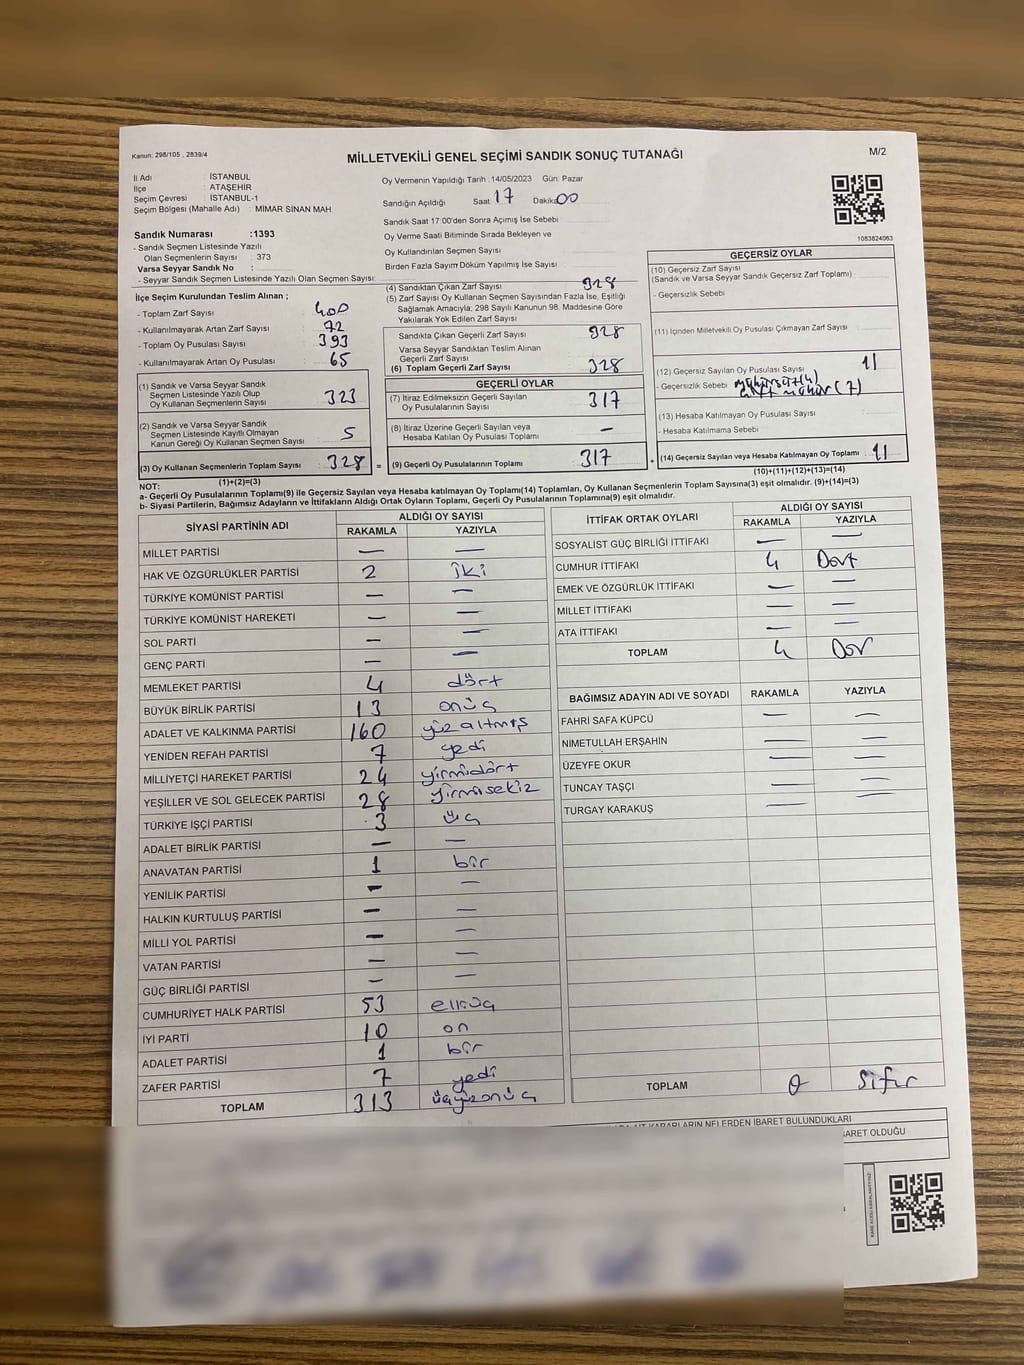 Kanun: 298/105 , 2839/4
MİLLETVEKİLİ GENEL SEÇİMİ SANDIK SONUÇ TUTANAĞI
M/2
İl Adı : İSTANBUL
İlçe : ATAŞEHİR
Seçim Çevresi : İSTANBUL-1
Seçim Bölgesi (Mahalle Adı) : MİMAR SİNAN MAH
Oy Vermenin Yapıldığı Tarih :14/05/2023 Gün: Pazar
Sandığın Açıldığı Saat 17 Dakika 00
Sandık Saat 17:00'den Sonra Açımış İse Sebebi
Oy Verme Saati Bitiminde Sırada Bekleyen ve
Oy Kullandırılan Seçmen Sayısı
Birden Fazla Sayım Döküm Yapılmış İse Sayısı
1083824063
Sandık Numarası :1393
- Sandık Seçmen Listesinde Yazılı
Olan Seçmenlerin Sayısı : 373
Varsa Seyyar Sandık No :
- Seyyar Sandık Seçmen Listesinde Yazılı Olan Seçmen Sayısı:
İlçe Seçim Kurulundan Teslim Alınan ;
- Toplam Zarf Sayısı : 400
- Kullanılmayarak Artan Zarf Sayısı : 72
- Toplam Oy Pusulası Sayısı : 393
- Kullanılmayarak Artan Oy Pusulası : 65
(1) Sandık ve Varsa Seyyar Sandık
Seçmen Listesinde Yazılı Olup
Oy Kullanan Seçmenlerin Sayısı : 323
(2) Sandık ve Varsa Seyyar Sandık
Seçmen Listesinde Kayıtlı Olmayan
Kanun Gereği Oy Kullanan Seçmen Sayısı : 5
(3) Oy Kullanan Seçmenlerin Toplam Sayısı : 328
(1)+(2)=(3)
(4) Sandıktan Çıkan Zarf Sayısı 328
(5) Zarf Sayısı Oy Kullanan Seçmen Sayısından Fazla İse, Eşitliği
Sağlamak Amacıyla; 298 Sayılı Kanunun 98. Maddesine Göre
Yakılarak Yok Edilen Zarf Sayısı
Sandıkta Çıkan Geçerli Zarf Sayısı 328
Varsa Seyyar Sandıktan Teslim Alınan
Geçerli Zarf Sayısı
(6) Toplam Geçerli Zarf Sayısı 328
GEÇERLİ OYLAR
(7) İtiraz Edilmeksizin Geçerli Sayılan
Oy Pusulalarının Sayısı : 317
(8) İtiraz Üzerine Geçerli Sayılan veya
Hesaba Katılan Oy Pusulası Toplamı : —
= (9) Geçerli Oy Pusulalarının Toplamı : 317
GEÇERSİZ OYLAR
(10) Geçersiz Zarf Sayısı
(Sandık ve Varsa Seyyar Sandık Geçersiz Zarf Toplamı) :
- Geçersizlik Sebebi
(11) İçinden Milletvekili Oy Pusulası Çıkmayan Zarf Sayısı :
(12) Geçersiz Sayılan Oy Pusulası Sayısı : 11
- Geçersizlik Sebebi mühürsüz (4)
çift mühür (7)
(13) Hesaba Katılmayan Oy Pusulası Sayısı :
- Hesaba Katılmama Sebebi
+ (14) Geçersiz Sayılan veya Hesaba Katılmayan Oy Toplamı : 11
(10)+(11)+(12)+(13)=(14)
NOT:
a- Geçerli Oy Pusulalarının Toplamı(9) ile Geçersiz Sayılan veya Hesaba katılmayan Oy Toplamı(14) Toplamları, Oy Kullanan Seçmenlerin Toplam Sayısına(3) eşit olmalıdır. (9)+(14)=(3)
b- Siyasi Partilerin, Bağımsız Adayların ve İttifakların Aldığı Ortak Oyların Toplamı, Geçerli Oy Pusulalarının Toplamına(9) eşit olmalıdır.
SİYASİ PARTİNİN ADI ALDIĞI OY SAYISI
RAKAMLA YAZIYLA
MİLLET PARTİSİ — —
HAK VE ÖZGÜRLÜKLER PARTİSİ 2 iki
TÜRKİYE KOMÜNİST PARTİSİ — —
TÜRKİYE KOMÜNİST HAREKETİ — —
SOL PARTİ — —
GENÇ PARTİ — —
MEMLEKET PARTİSİ 4 dört
BÜYÜK BİRLİK PARTİSİ 13 onüç
ADALET VE KALKINMA PARTİSİ 160 yüzaltmış
YENİDEN REFAH PARTİSİ 7 yedi
MİLLİYETÇİ HAREKET PARTİSİ 24 yirmidört
YEŞİLLER VE SOL GELECEK PARTİSİ 28 yirmisekiz
TÜRKİYE İŞÇİ PARTİSİ 3 üç
ADALET BİRLİK PARTİSİ — —
ANAVATAN PARTİSİ 1 bir
YENİLİK PARTİSİ — —
HALKIN KURTULUŞ PARTİSİ — —
MİLLİ YOL PARTİSİ — —
VATAN PARTİSİ — —
GÜÇ BİRLİĞİ PARTİSİ — —
CUMHURİYET HALK PARTİSİ 53 elliüç
İYİ PARTİ 10 on
ADALET PARTİSİ 1 bir
ZAFER PARTİSİ 7 yedi
TOPLAM 313 üçyüzonüç
İTTİFAK ORTAK OYLARI ALDIĞI OY SAYISI
RAKAMLA YAZIYLA
SOSYALİST GÜÇ BİRLİĞİ İTTİFAKI — —
CUMHUR İTTİFAKI 4 Dört
EMEK VE ÖZGÜRLÜK İTTİFAKI — —
MİLLET İTTİFAKI — —
ATA İTTİFAKI — —
TOPLAM 4 Dör
BAĞIMSIZ ADAYIN ADI VE SOYADI RAKAMLA YAZIYLA
FAHRİ SAFA KÜPCÜ — —
NİMETULLAH ERŞAHİN — —
ÜZEYFE OKUR — —
TUNCAY TAŞÇI — —
TURGAY KARAKUŞ — —
TOPLAM 0 Sıfır
KARARLARIN NELERDEN İBARET BULUNDUKLARI
İBARET OLDUĞU